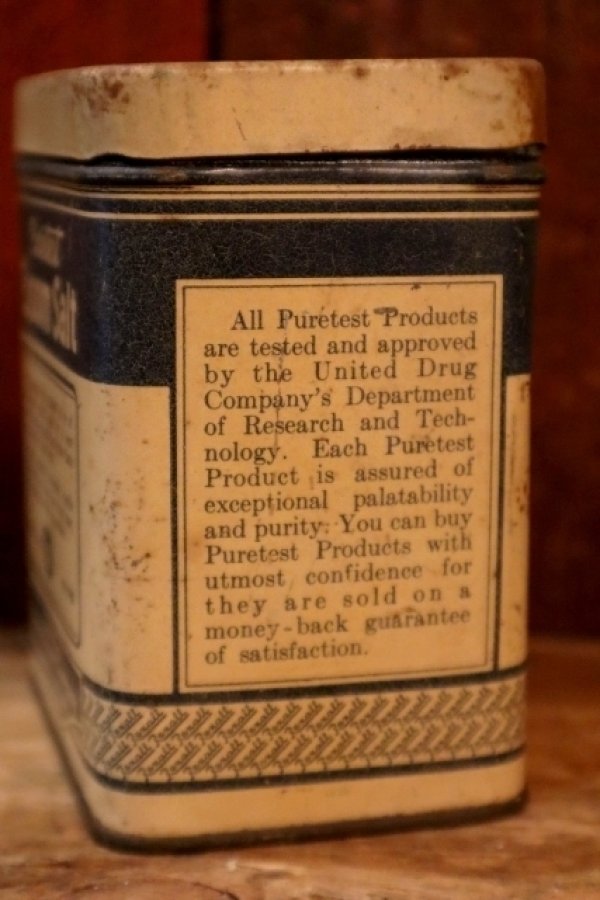 Salt
All Puretest Products
are tested and approved
by the United Drug
Company's Department
of Research and Tech-
nology. Each Puretest
Product is assured of
exceptional palatability
and purity. You can buy
Puretest Products with
utmost confidence for
they are sold on a
money-back guarantee
of satisfaction.